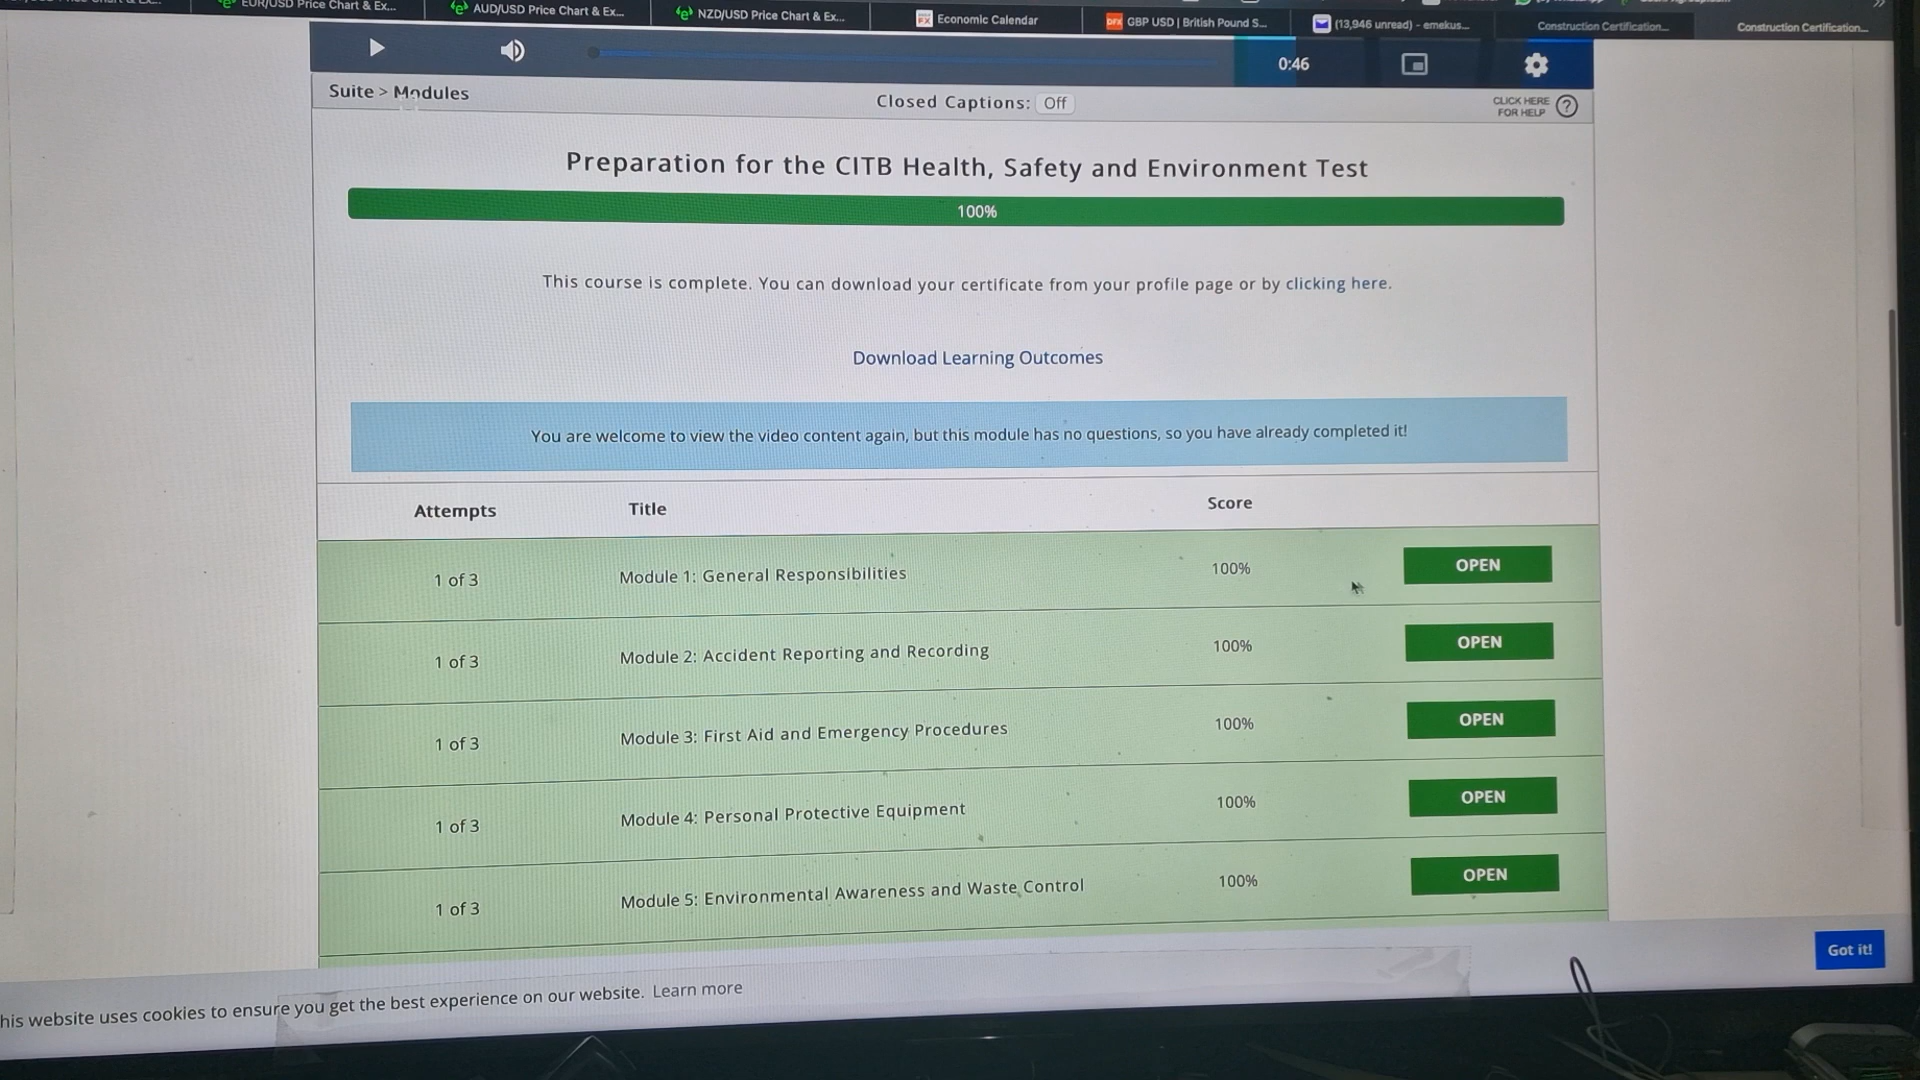 EUR/USD Price Chart & Ex...
AUD/USD Price Chart & Ex...
NZD/USD Price Chart & Ex...
Economic Calendar
GBP USD | British Pound S...
(13,946 unread) - emekus...
Construction Certification...
Construction Certification...
0:46
Suite > Modules
Closed Captions: Off
CLICK HERE
FOR HELP ?
Preparation for the CITB Health, Safety and Environment Test
100%
This course is complete. You can download your certificate from your profile page or by clicking here.
Download Learning Outcomes
You are welcome to view the video content again, but this module has no questions, so you have already completed it!
Attempts Title Score
1 of 3 Module 1: General Responsibilities 100% OPEN
1 of 3 Module 2: Accident Reporting and Recording 100% OPEN
1 of 3 Module 3: First Aid and Emergency Procedures 100% OPEN
1 of 3 Module 4: Personal Protective Equipment 100% OPEN
1 of 3 Module 5: Environmental Awareness and Waste Control 100% OPEN
Got it!
his website uses cookies to ensure you get the best experience on our website. Learn more